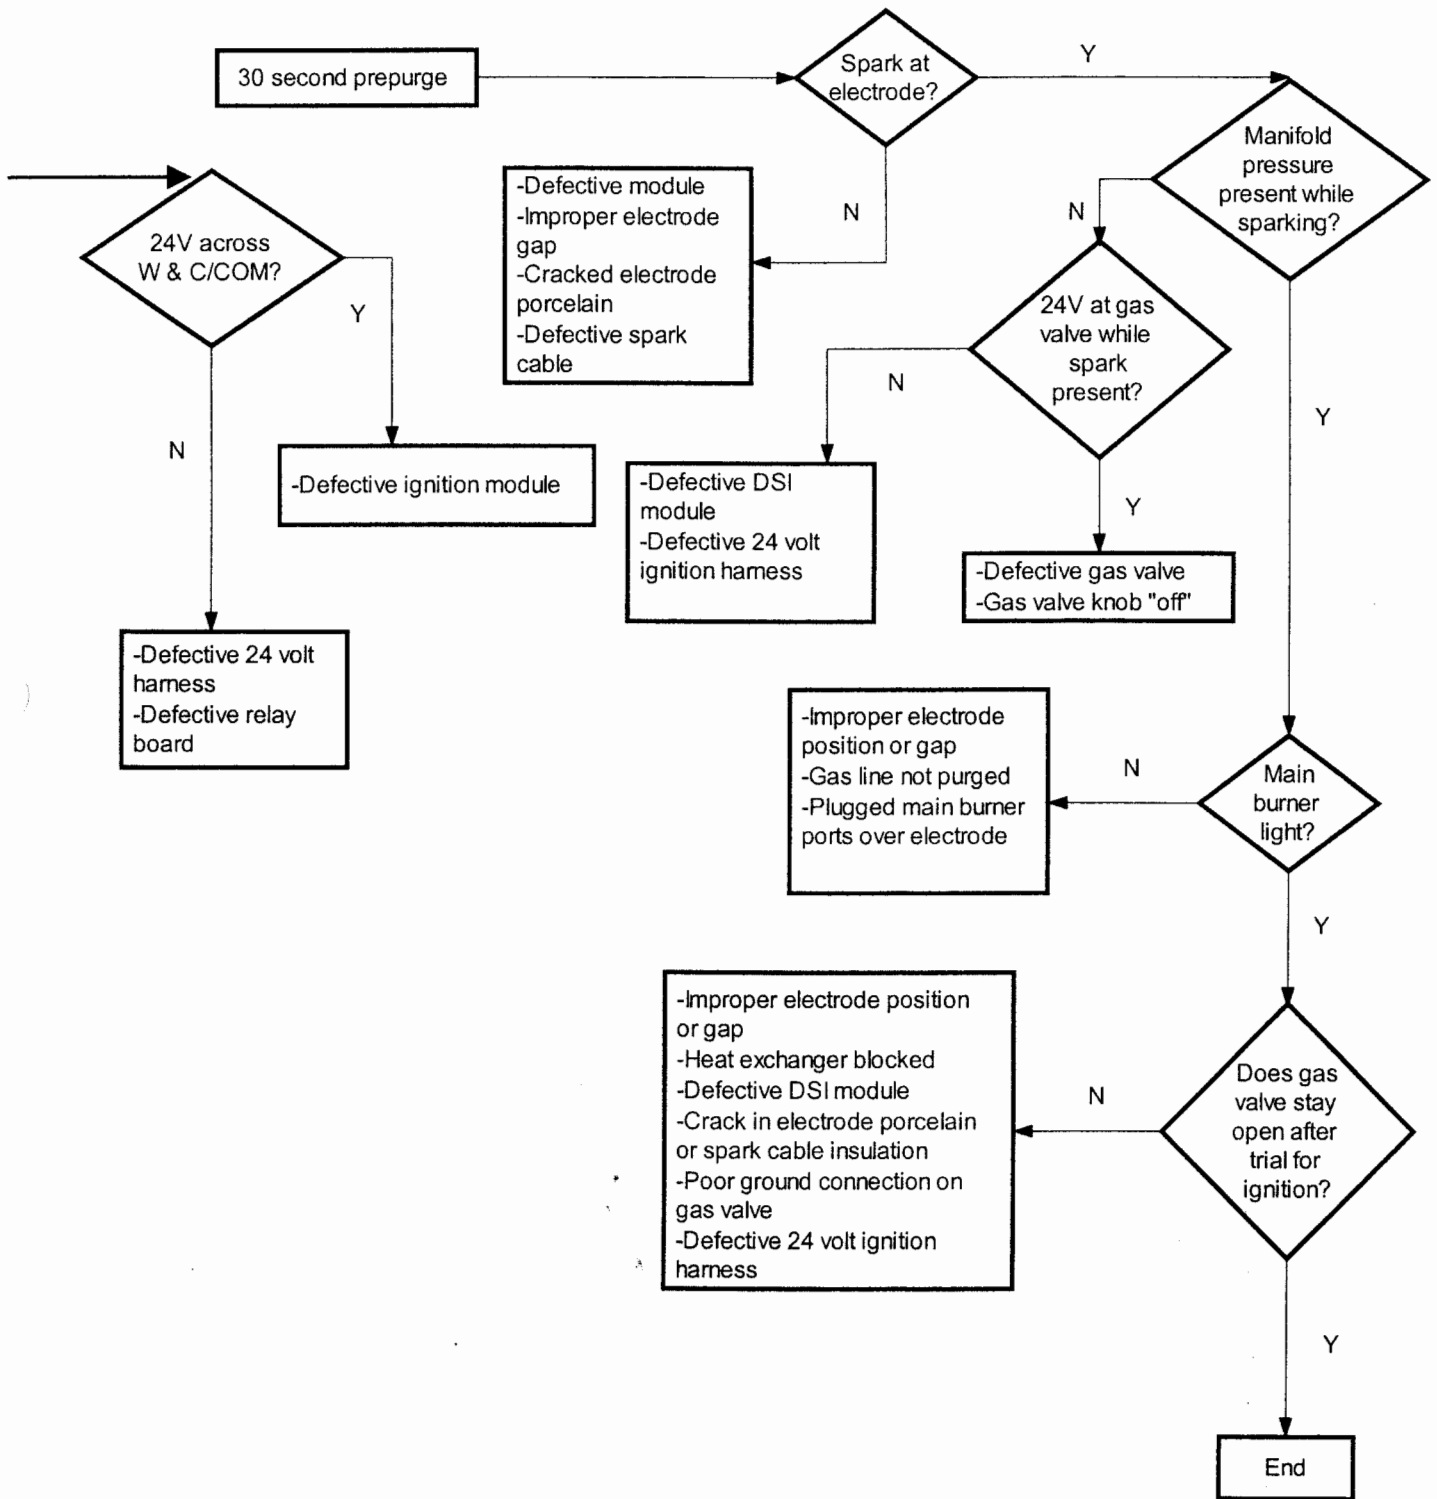 30 second prepurge
Spark at
electrode?
Y
Manifold
pressure
present while
sparking?
-Defective module
-Improper electrode
gap
-Cracked electrode
porcelain
-Defective spark
cable
N
N
24V across
W & C/COM?
Y
N
24V at gas
valve while
spark
present?
N
Y
-Defective ignition module
-Defective DSI
module
-Defective 24 volt
ignition harness
Y
-Defective gas valve
-Gas valve knob "off"
-Defective 24 volt
harness
-Defective relay
board
-Improper electrode
position or gap
-Gas line not purged
-Plugged main burner
ports over electrode
N
Main
burner
light?
Y
-Improper electrode position
or gap
-Heat exchanger blocked
-Defective DSI module
-Crack in electrode porcelain
or spark cable insulation
-Poor ground connection on
gas valve
-Defective 24 volt ignition
harness
N
Does gas
valve stay
open after
trial for
ignition?
Y
End